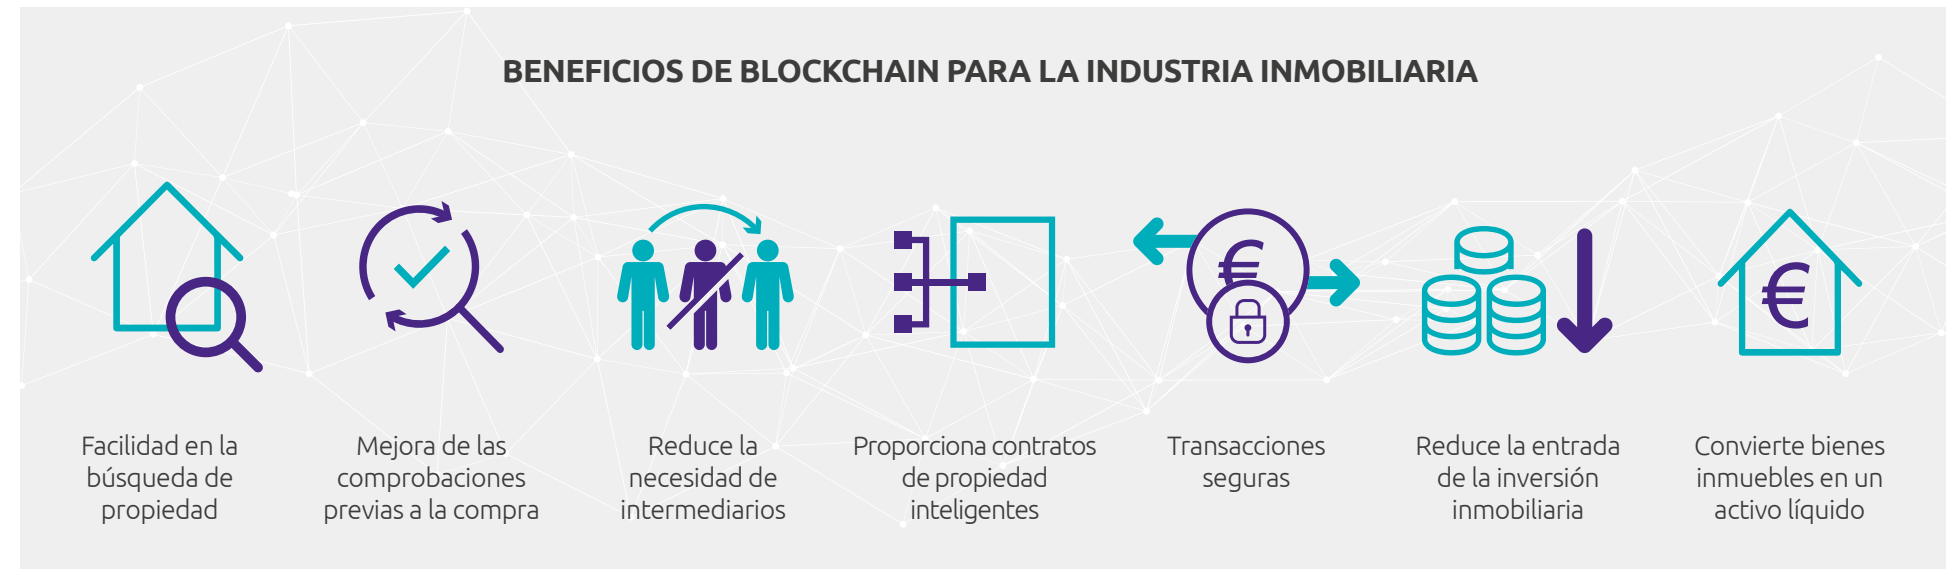 BENEFICIOS DE BLOCKCHAIN PARA LA INDUSTRIA INMOBILIARIA
€
€
Facilidad en la
búsqueda de
propiedad
Mejora de las
comprobaciones
previas a la compra
Reduce la
necesidad de
intermediarios
Proporciona contratos
de propiedad
inteligentes
Transacciones
seguras
Reduce la entrada
de la inversión
inmobiliaria
Convierte bienes
inmuebles en un
activo líquido